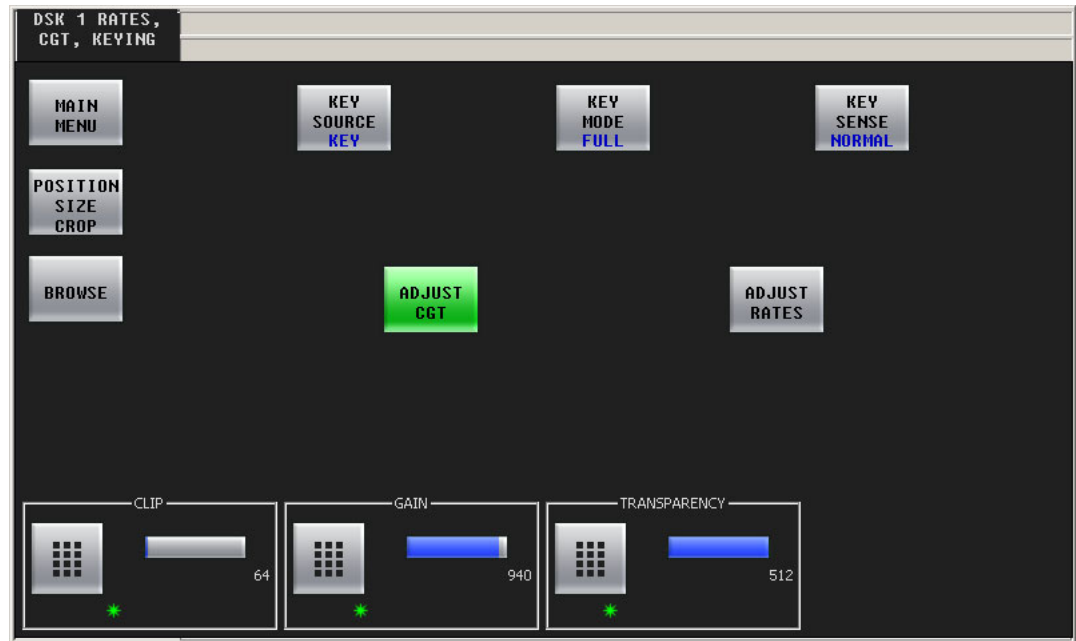 DSK 1 RATES,
CGT, KEYING
MAIN
MENU
KEY
SOURCE
KEY
KEY
MODE
FULL
KEY
SENSE
NORMAL
POSITION
SIZE
CROP
BROWSE
ADJUST
CGT
ADJUST
RATES
CLIP
64
GAIN
940
TRANSPARENCY
512